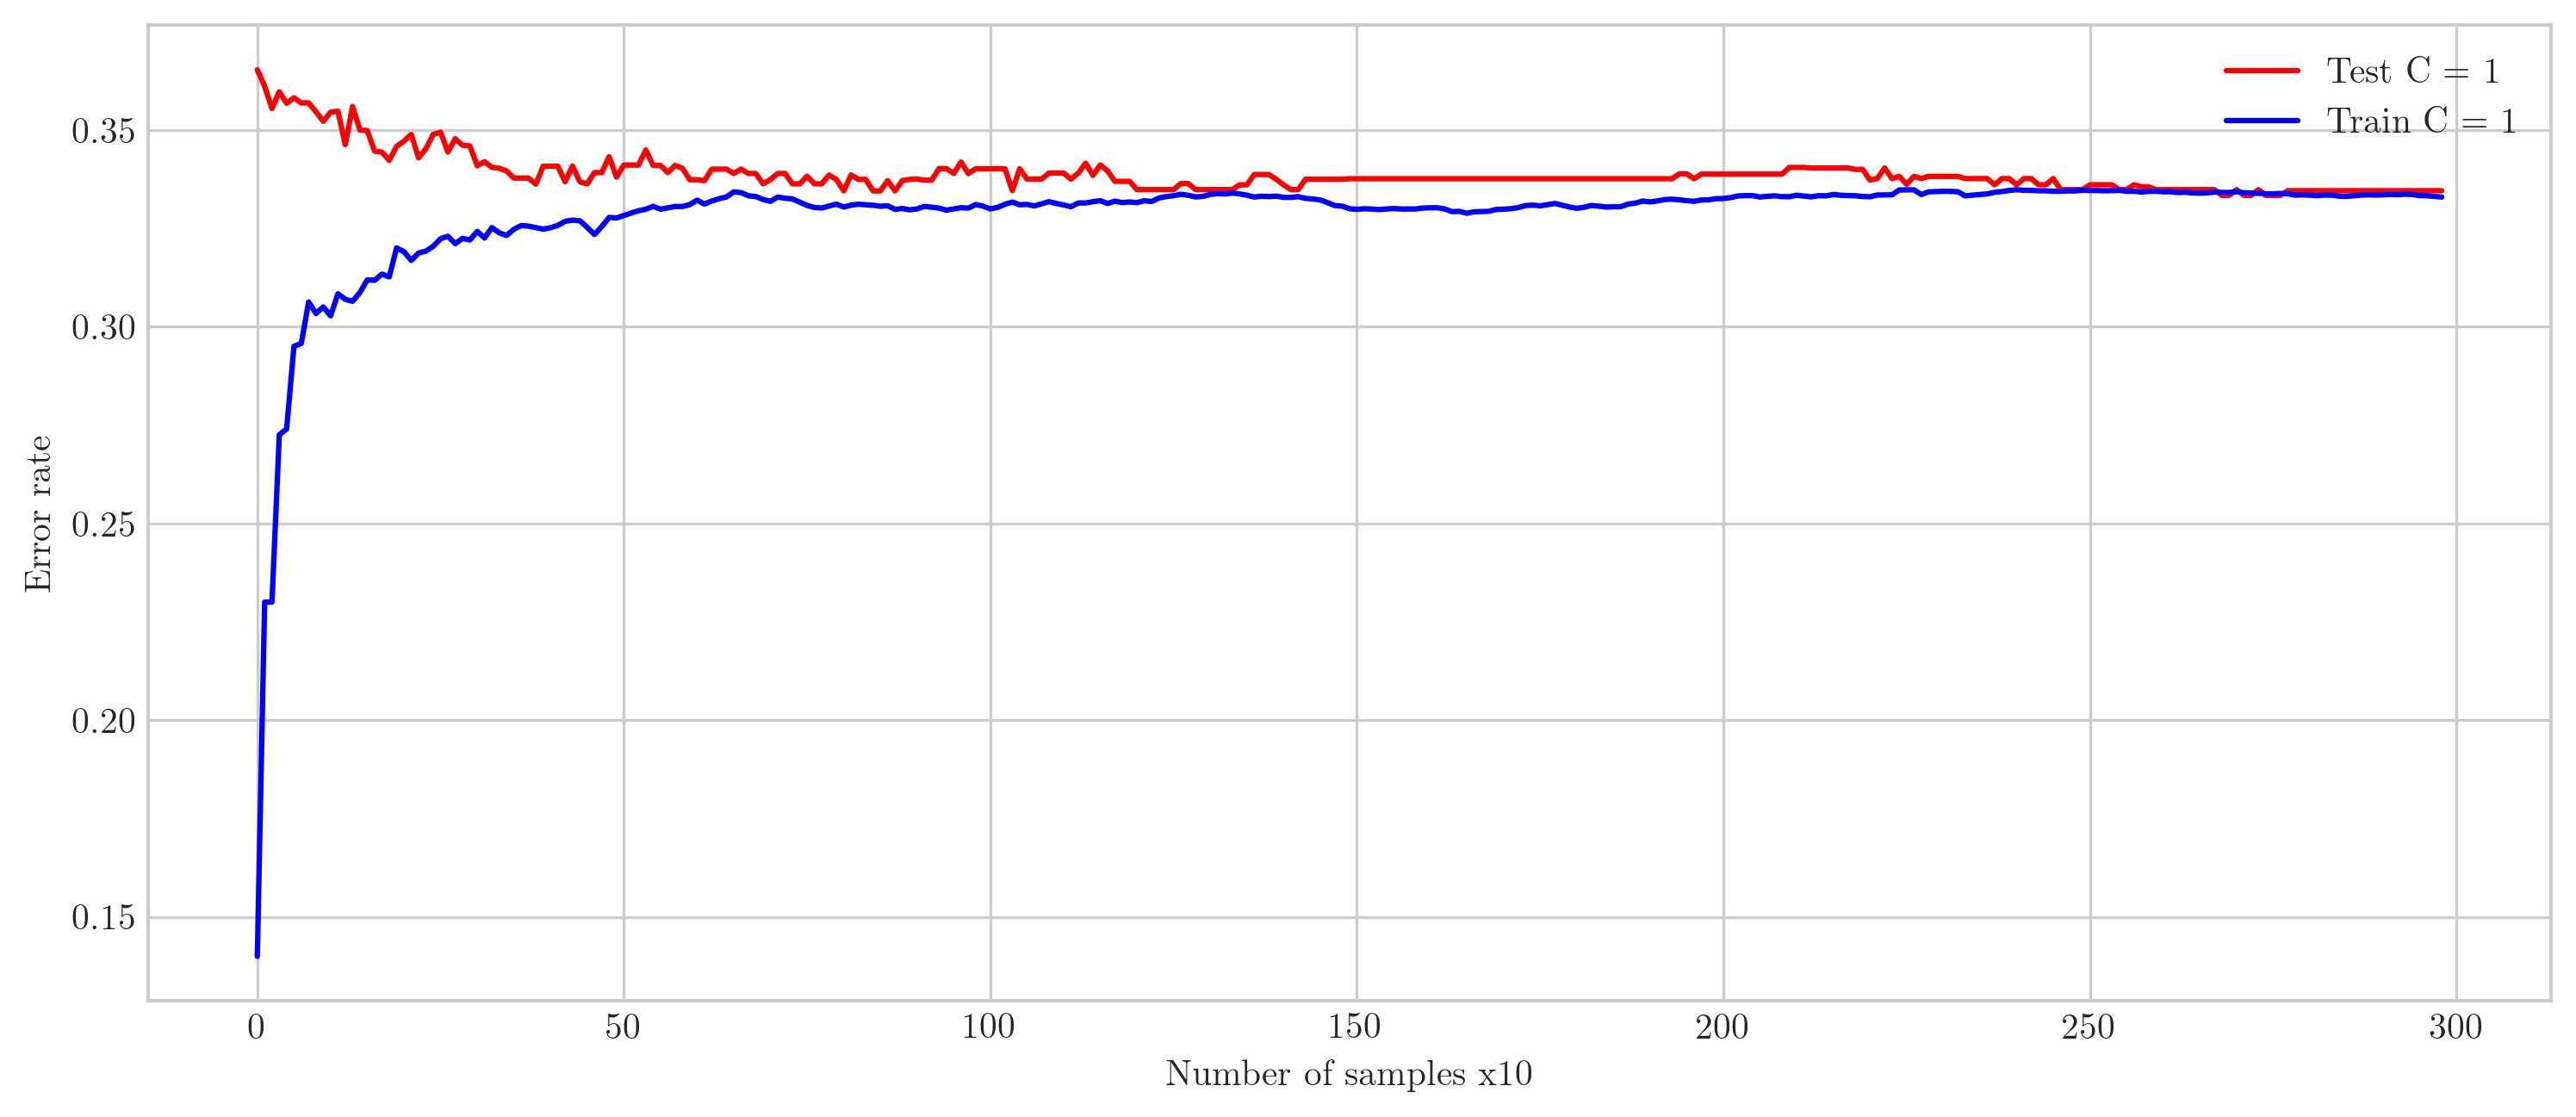 Test C = 1
Train C = 1
0.35
0.30
0.25
0.20
0.15
Error rate
0 50 100 150 200 250 300
Number of samples x10